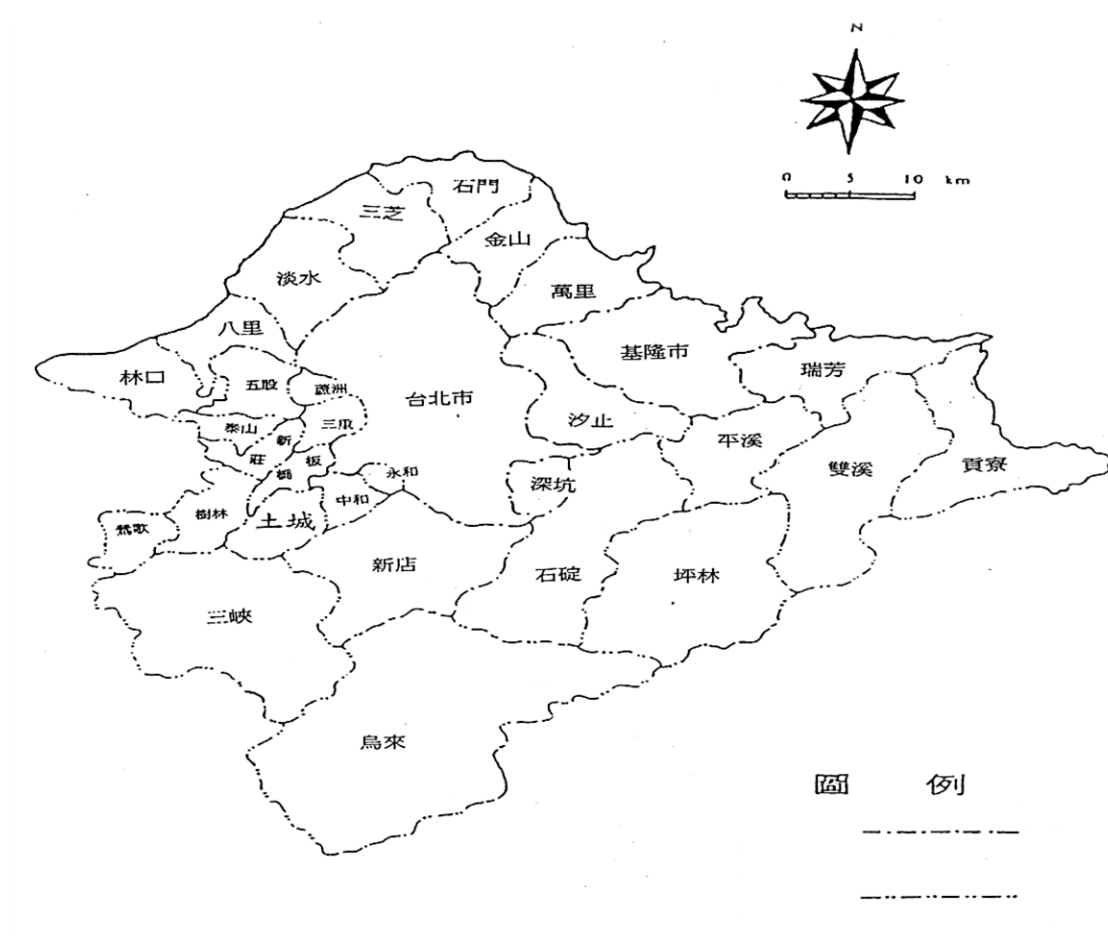 N
0 5 10 km
石門
三芝
金山
淡水
萬里
八里
基隆市
林口
瑞芳
五股
蘆洲
台北市
汐止
三重
泰山
新
平溪
雙溪
貢寮
莊
板
橋
永和
深坑
中和
樹林
土城
鶯歌
新店
石碇
坪林
三峽
烏來
圖 例